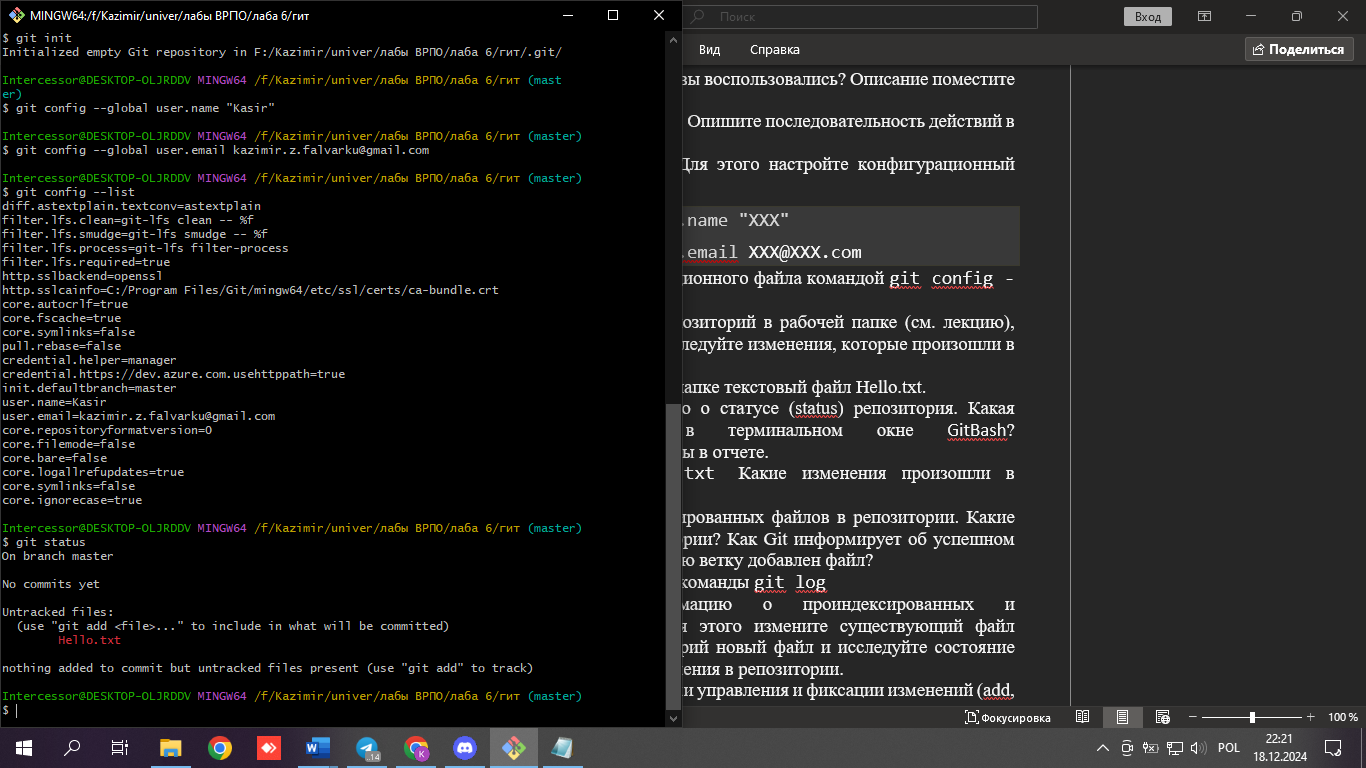 MINGW64:/f/Kazimir/univer/лабы ВРПО/лаба 6/гит
$ git init
Initialized empty Git repository in F:/Kazimir/univer/лабы ВРПО/лаба 6/гит/.git/
Intercessor@DESKTOP-OLJRDDV MINGW64 /f/Kazimir/univer/лабы ВРПО/лаба 6/гит (mast
er)
$ git config --global user.name "Kasir"
Intercessor@DESKTOP-OLJRDDV MINGW64 /f/Kazimir/univer/лабы ВРПО/лаба 6/гит (master)
$ git config --global user.email kazimir.z.falvarku@gmail.com
Intercessor@DESKTOP-OLJRDDV MINGW64 /f/Kazimir/univer/лабы ВРПО/лаба 6/гит (master)
$ git config --list
diff.astextplain.textconv=astextplain
filter.lfs.clean=git-lfs clean -- %f
filter.lfs.smudge=git-lfs smudge -- %f
filter.lfs.process=git-lfs filter-process
filter.lfs.required=true
http.sslbackend=openssl
http.sslcainfo=C:/Program Files/Git/mingw64/etc/ssl/certs/ca-bundle.crt
core.autocrlf=true
core.fscache=true
core.symlinks=false
pull.rebase=false
credential.helper=manager
credential.https://dev.azure.com.usehttppath=true
init.defaultbranch=master
user.name=Kasir
user.email=kazimir.z.falvarku@gmail.com
core.repositoryformatversion=0
core.filemode=false
core.bare=false
core.logallrefupdates=true
core.symlinks=false
core.ignorecase=true
Intercessor@DESKTOP-OLJRDDV MINGW64 /f/Kazimir/univer/лабы ВРПО/лаба 6/гит (master)
$ git status
On branch master
No commits yet
Untracked files:
(use "git add <file>..." to include in what will be committed)
Hello.txt
nothing added to commit but untracked files present (use "git add" to track)
Intercessor@DESKTOP-OLJRDDV MINGW64 /f/Kazimir/univer/лабы ВРПО/лаба 6/гит (master)
$
Поиск
Вход
Вид Справка
Поделиться
вы воспользовались? Описание поместите
Опишите последовательность действий в
Для этого настройте конфигурационный
.name "XXX"
.email XXX@XXX.com
ционного файла командой git config -
позиторий в рабочей папке (см. лекцию),
ледуйте изменения, которые произошли в
папке текстовый файл Hello.txt.
о о статусе (status) репозитория. Какая
в терминальном окне GitBash?
ы в отчете.
txt Какие изменения произошли в
ированных файлов в репозитории. Какие
рии? Как Git информирует об успешном
ю ветку добавлен файл?
команды git log
мацию о проиндексированных и
я этого измените существующий файл
рий новый файл и исследуйте состояние
ения в репозитории.
и управления и фиксации изменений (add,
Фокусировка
100 %
.14
K
POL
22:21
18.12.2024